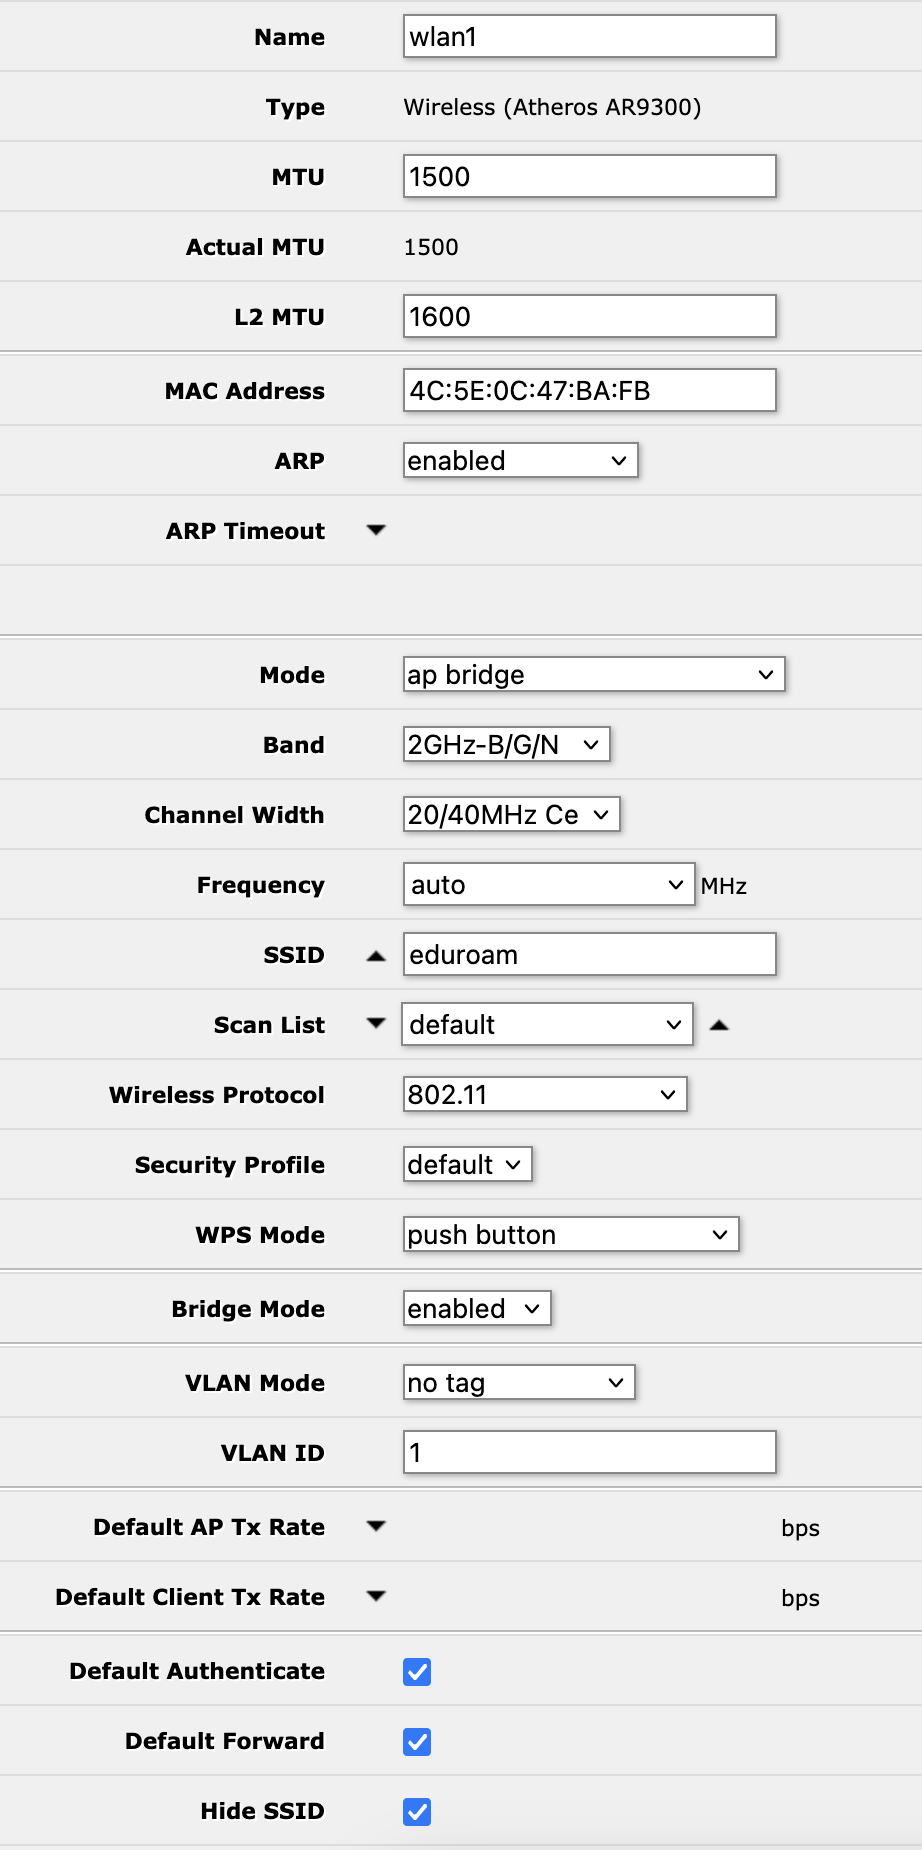 Name wlan1
Type Wireless (Atheros AR9300)
MTU 1500
Actual MTU 1500
L2 MTU 1600
MAC Address 4C:5E:0C:47:BA:FB
ARP enabled
ARP Timeout
Mode ap bridge
Band 2GHz-B/G/N
Channel Width 20/40MHz Ce
Frequency auto MHz
SSID eduroam
Scan List default
Wireless Protocol 802.11
Security Profile default
WPS Mode push button
Bridge Mode enabled
VLAN Mode no tag
VLAN ID 1
Default AP Tx Rate bps
Default Client Tx Rate bps
Default Authenticate
Default Forward
Hide SSID